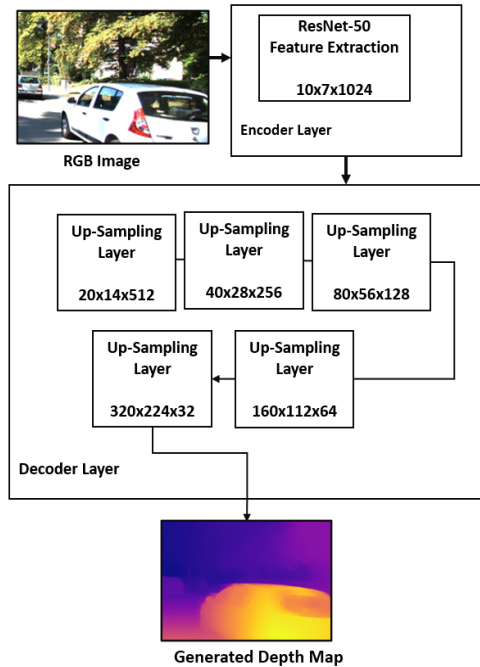 ResNet-50
Feature Extraction
10x7x1024
Encoder Layer
RGB Image
Up-Sampling
Layer
20x14x512
Up-Sampling
Layer
40x28x256
Up-Sampling
Layer
80x56x128
Up-Sampling
Layer
320x224x32
Up-Sampling
Layer
160x112x64
Decoder Layer
Generated Depth Map